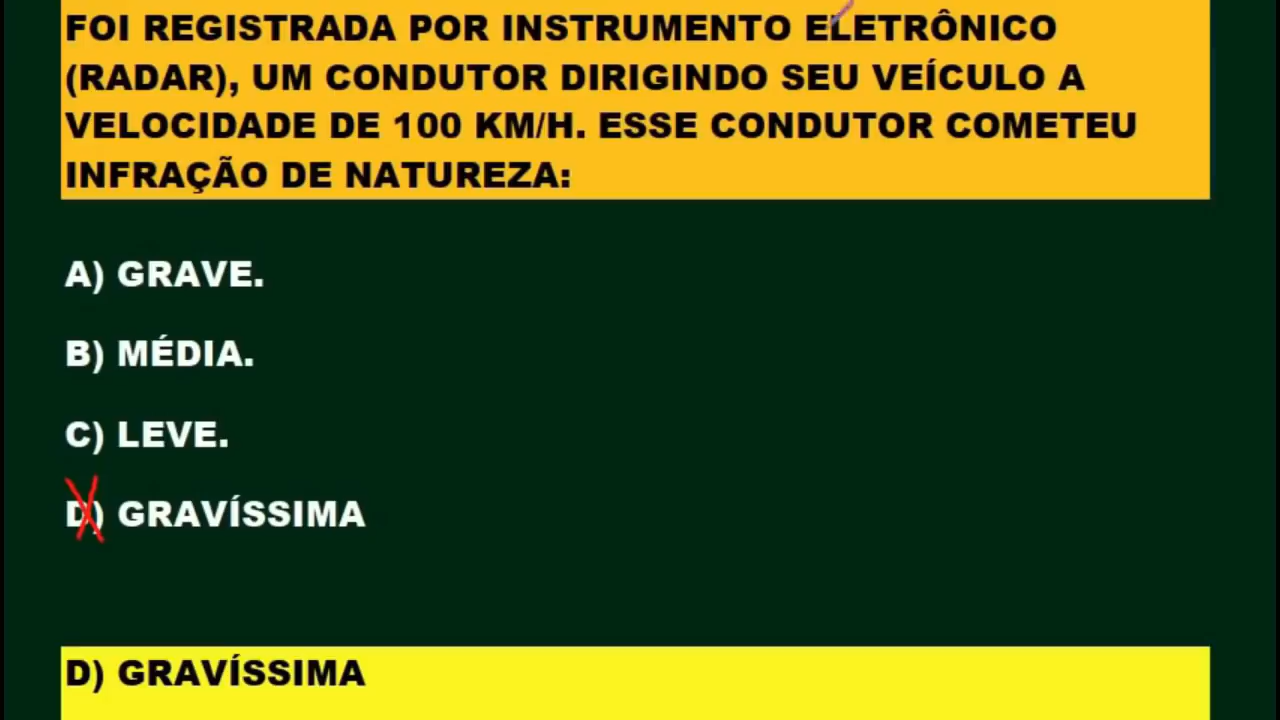 FOI REGISTRADA POR INSTRUMENTO ELETRÔNICO
(RADAR), UM CONDUTOR DIRIGINDO SEU VEÍCULO A
VELOCIDADE DE 100 KM/H. ESSE CONDUTOR COMETEU
INFRAÇÃO DE NATUREZA:
A) GRAVE.
B) MÉDIA.
C) LEVE.
D) GRAVÍSSIMA
D) GRAVÍSSIMA